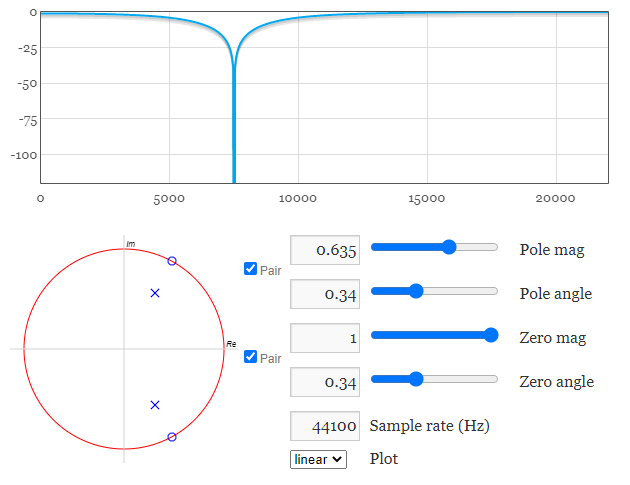 0
-25
-50
-75
-100
0 5000 10000 15000 20000
Im
Re
Pair
0.635 Pole mag
0.34 Pole angle
Pair
1 Zero mag
0.34 Zero angle
44100 Sample rate (Hz)
linear Plot